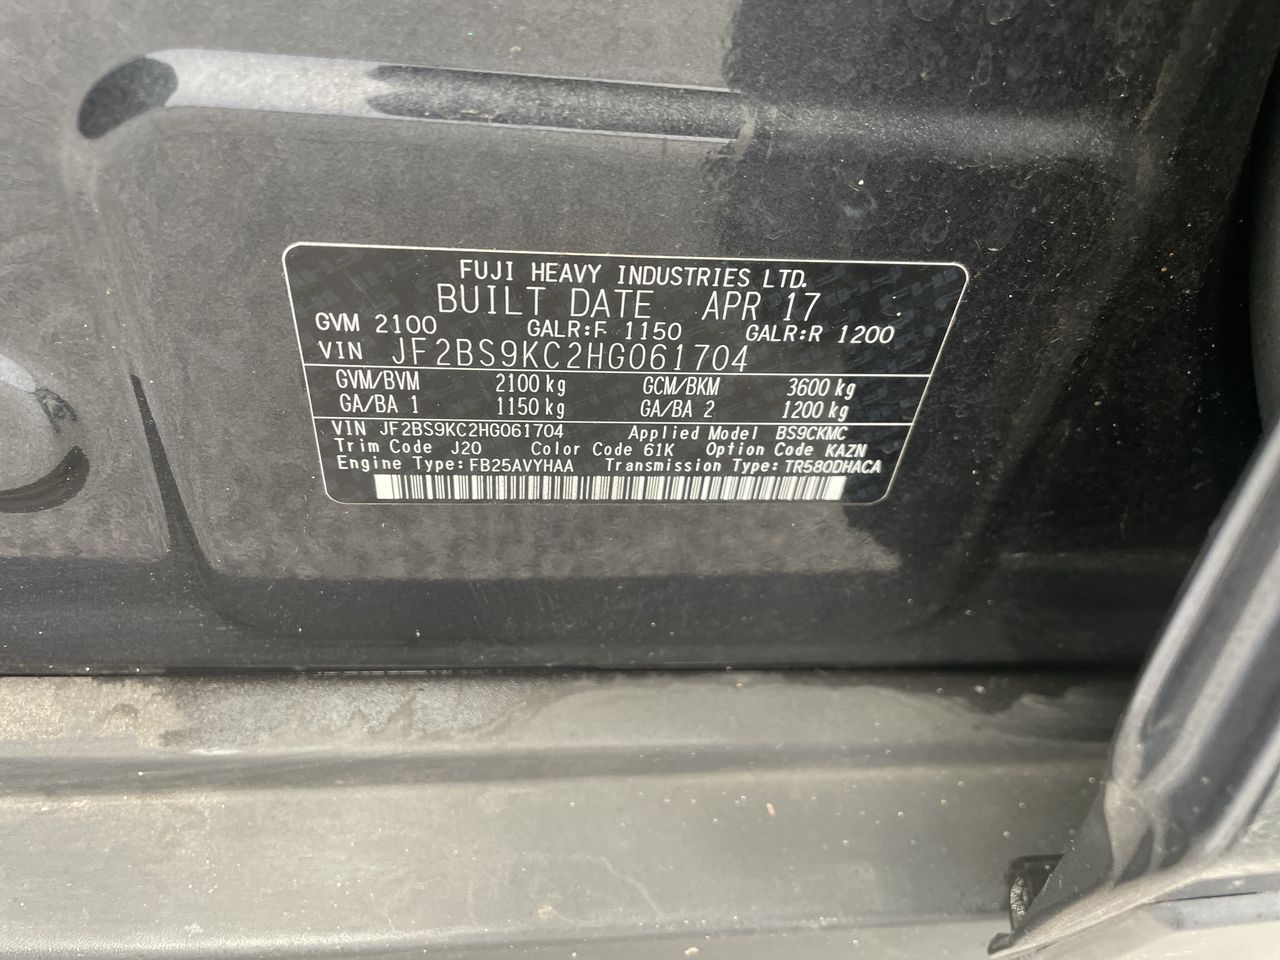 FUJI HEAVY INDUSTRIES LTD.
BUILT DATE APR 17
GVM 2100 GALR:F 1150 GALR:R 1200
VIN JF2BS9KC2HG061704
GVM/BVM 2100 kg GCM/BKM 3600 kg
GA/BA 1 1150 kg GA/BA 2 1200 kg
VIN JF2BS9KC2HG061704 Applied Model BS9CKMC
Trim Code J20 Color Code 61K Option Code KAZN
Engine Type:FB25AVYHAA Transmission Type:TR580DHACA